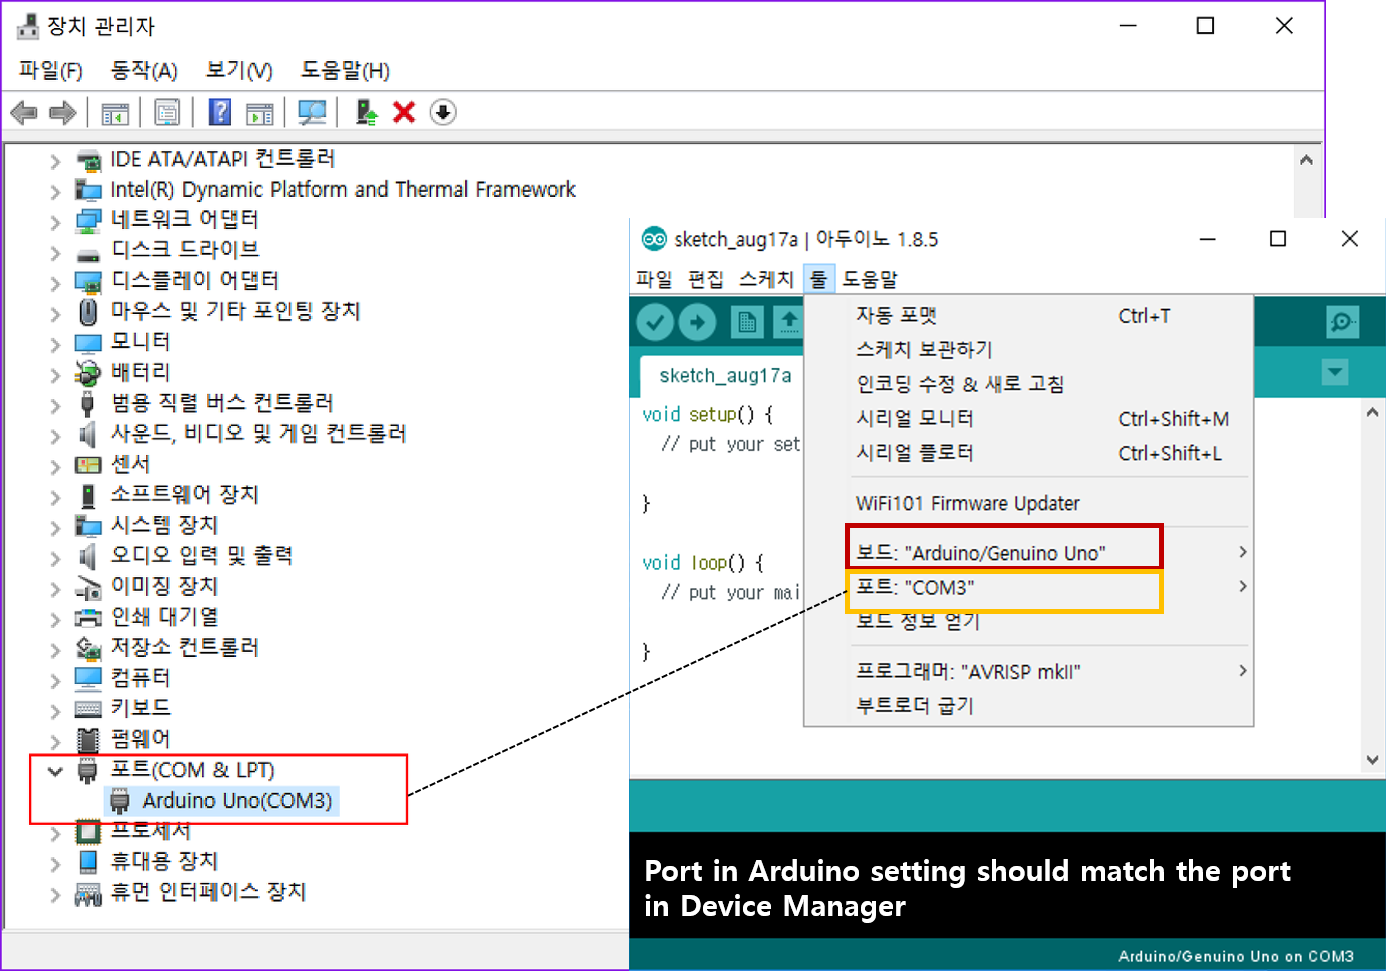 장치 관리자
파일(F) 동작(A) 보기(V) 도움말(H)
IDE ATA/ATAPI 컨트롤러
Intel(R) Dynamic Platform and Thermal Framework
네트워크 어댑터
디스크 드라이브
디스플레이 어댑터
마우스 및 기타 포인팅 장치
모니터
배터리
범용 직렬 버스 컨트롤러
사운드, 비디오 및 게임 컨트롤러
센서
소프트웨어 장치
시스템 장치
오디오 입력 및 출력
이미징 장치
인쇄 대기열
저장소 컨트롤러
컴퓨터
키보드
펌웨어
포트(COM & LPT)
Arduino Uno(COM3)
프로세서
휴대용 장치
휴먼 인터페이스 장치
sketch_aug17a | 아두이노 1.8.5
파일 편집 스케치 툴 도움말
sketch_aug17a
void setup() {
// put your set
}
void loop() {
// put your mai
}
자동 포맷 Ctrl+T
스케치 보관하기
인코딩 수정 & 새로 고침
시리얼 모니터 Ctrl+Shift+M
시리얼 플로터 Ctrl+Shift+L
WiFi101 Firmware Updater
보드: "Arduino/Genuino Uno"
포트: "COM3"
보드 정보 얻기
프로그래머: "AVRISP mkII"
부트로더 굽기
Port in Arduino setting should match the port
in Device Manager
Arduino/Genuino Uno on COM3